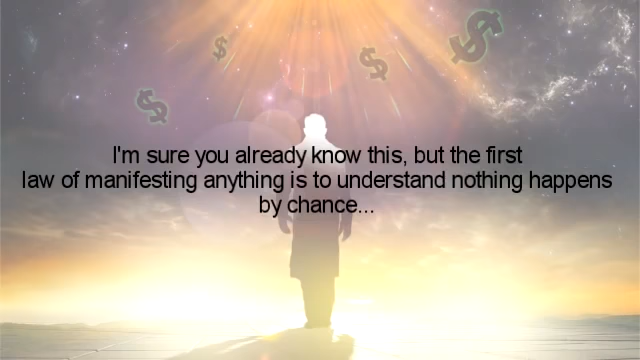 I'm sure you already know this, but the first
law of manifesting anything is to understand nothing happens
by chance...